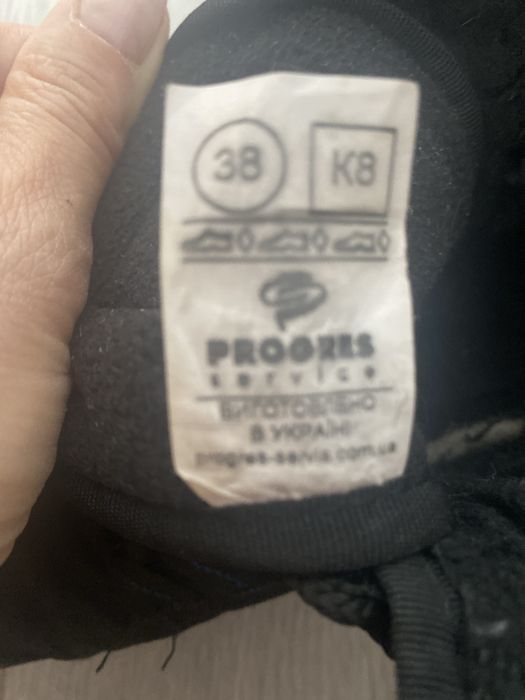 38 K8
PROGRES
service
ВИГОТОВЛЕНО
В УКРАЇНІ
progres-servis.com.ua